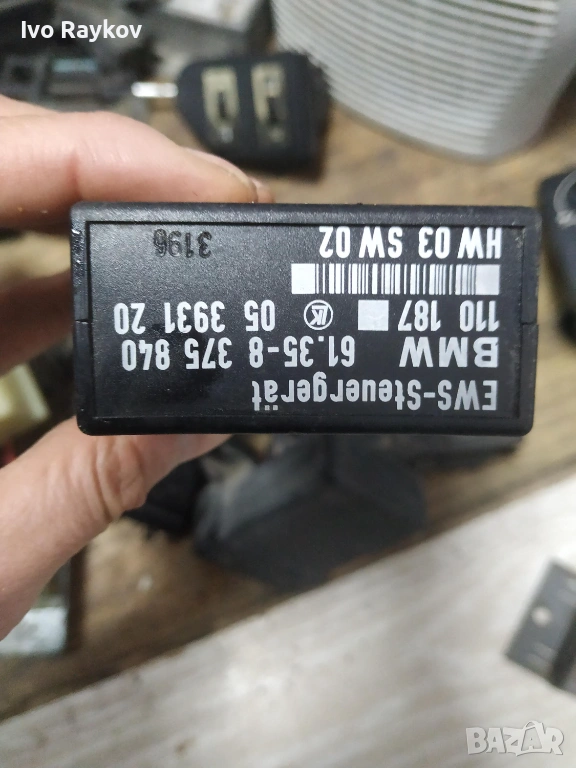 Ivo Raykov
EWS-Steuergerät
BMW 61.35-8 375 840
110 187 LK 05 3931 20
HW 03 SW 02
3196
BAZAR